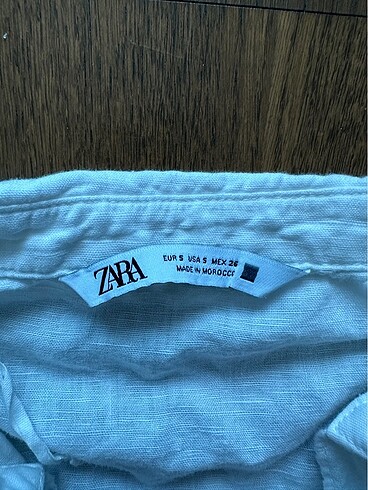 ZARA
EUR S USA S MEX 26
MADE IN MOROCCO